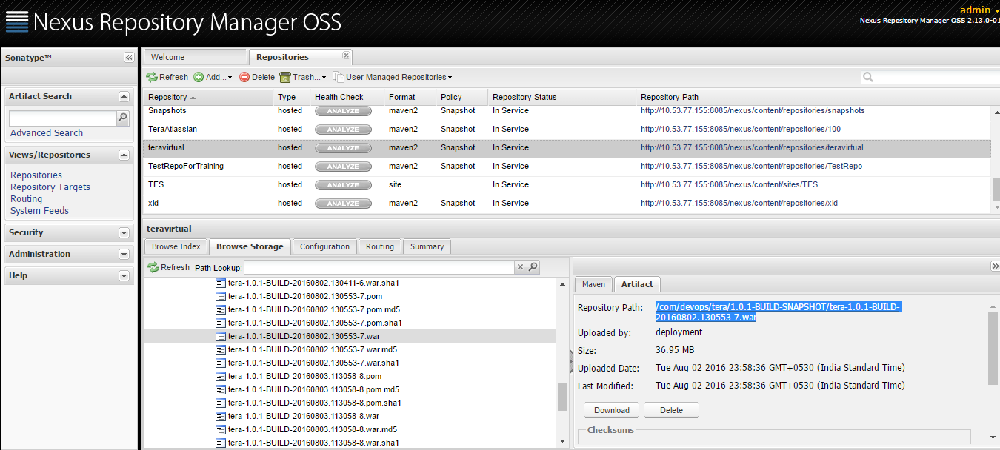 Nexus Repository Manager OSS
admin
Nexus Repository Manager OSS 2.13.0-01
Sonatype™
Artifact Search
Advanced Search
Views/Repositories
Repositories
Repository Targets
Routing
System Feeds
Security
Administration
Help
Welcome
Repositories
Refresh Add... Delete Trash... User Managed Repositories
Repository Type Health Check Format Policy Repository Status Repository Path
Snapshots hosted ANALYZE maven2 Snapshot In Service http://10.53.77.155:8085/nexus/content/repositories/snapshots
TeraAtlassian hosted ANALYZE maven2 Snapshot In Service http://10.53.77.155:8085/nexus/content/repositories/100
teravirtual hosted ANALYZE maven2 Snapshot In Service http://10.53.77.155:8085/nexus/content/repositories/teravirtual
TestRepoForTraining hosted ANALYZE maven2 Snapshot In Service http://10.53.77.155:8085/nexus/content/repositories/TestRepo
TFS hosted ANALYZE site In Service http://10.53.77.155:8085/nexus/content/sites/TFS
xld hosted ANALYZE maven2 Snapshot In Service http://10.53.77.155:8085/nexus/content/repositories/xld
teravirtual
Browse Index Browse Storage Configuration Routing Summary
Refresh Path Lookup:
tera-1.0.1-BUILD-20160802.130411-6.war.sha1
tera-1.0.1-BUILD-20160802.130553-7.pom
tera-1.0.1-BUILD-20160802.130553-7.pom.md5
tera-1.0.1-BUILD-20160802.130553-7.pom.sha1
tera-1.0.1-BUILD-20160802.130553-7.war
tera-1.0.1-BUILD-20160802.130553-7.war.md5
tera-1.0.1-BUILD-20160802.130553-7.war.sha1
tera-1.0.1-BUILD-20160803.113058-8.pom
tera-1.0.1-BUILD-20160803.113058-8.pom.md5
tera-1.0.1-BUILD-20160803.113058-8.pom.sha1
tera-1.0.1-BUILD-20160803.113058-8.war
tera-1.0.1-BUILD-20160803.113058-8.war.md5
tera-1.0.1-BUILD-20160803.113058-8.war.sha1
Maven Artifact
Repository Path: /com/devops/tera/1.0.1-BUILD-SNAPSHOT/tera-1.0.1-BUILD-
20160802.130553-7.war
Uploaded by: deployment
Size: 36.95 MB
Uploaded Date: Tue Aug 02 2016 23:58:36 GMT+0530 (India Standard Time)
Last Modified: Tue Aug 02 2016 23:58:36 GMT+0530 (India Standard Time)
Download Delete
Checksums